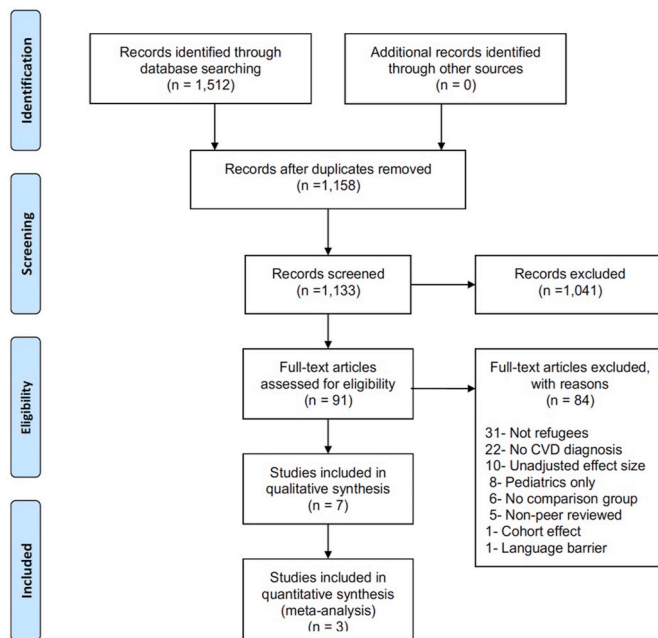 Identification
Records identified through
database searching
(n = 1,512)
Additional records identified
through other sources
(n = 0)
Records after duplicates removed
(n =1,158)
Screening
Records screened
(n =1,133)
Records excluded
(n =1,041)
Eligibility
Full-text articles
assessed for eligibility
(n = 91)
Full-text articles excluded,
with reasons
(n = 84)
31- Not refugees
22- No CVD diagnosis
10- Unadjusted effect size
8- Pediatrics only
6- No comparison group
5- Non-peer reviewed
1- Cohort effect
1- Language barrier
Studies included in
qualitative synthesis
(n = 7)
Included
Studies included in
quantitative synthesis
(meta-analysis)
(n = 3)